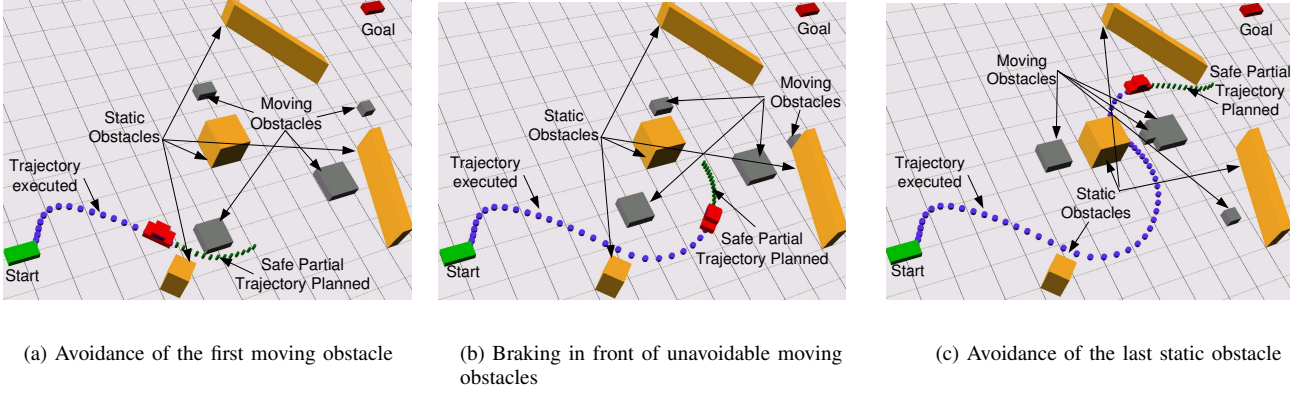 Goal
Moving
Obstacles
Static
Obstacles
Trajectory
executed
Start
Safe Partial
Trajectory Planned
(a) Avoidance of the first moving obstacle
Goal
Moving
Obstacles
Static
Obstacles
Trajectory
executed
Start
Safe Partial
Trajectory Planned
(b) Braking in front of unavoidable moving
obstacles
Goal
Moving
Obstacles
Safe Partial
Trajectory
Planned
Trajectory
executed
Static
Obstacles
Start
(c) Avoidance of the last static obstacle